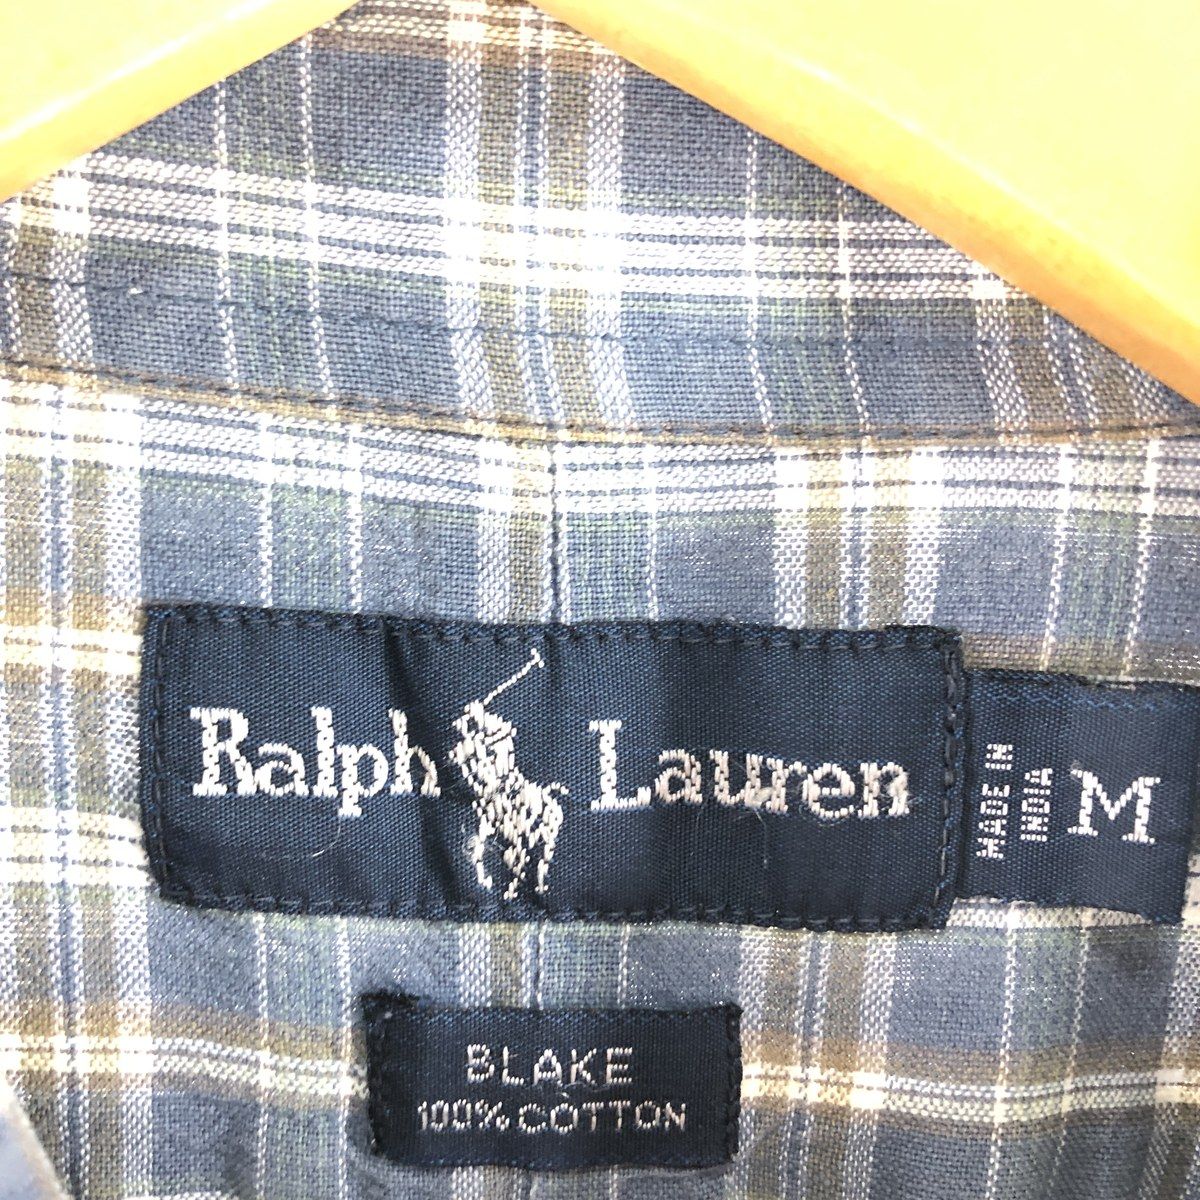 Ralph Lauren
MADE IN
INDIA
M
BLAKE
100% COTTON